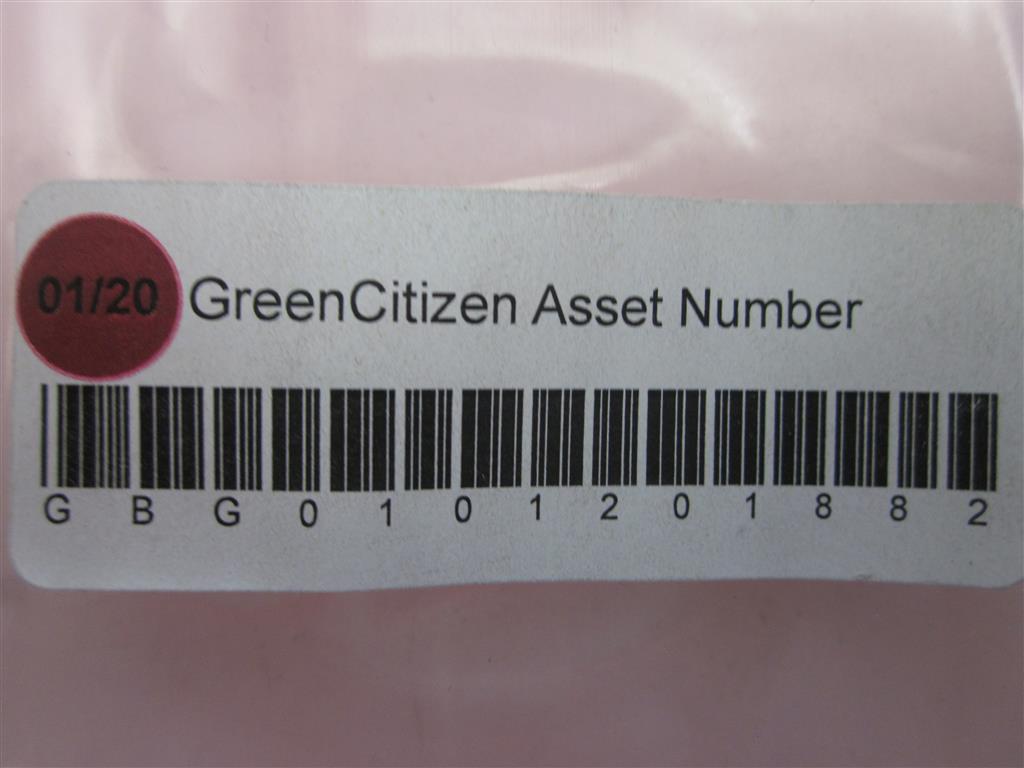 01/20 GreenCitizen Asset Number
G B G 0 1 0 1 2 0 1 8 8 2